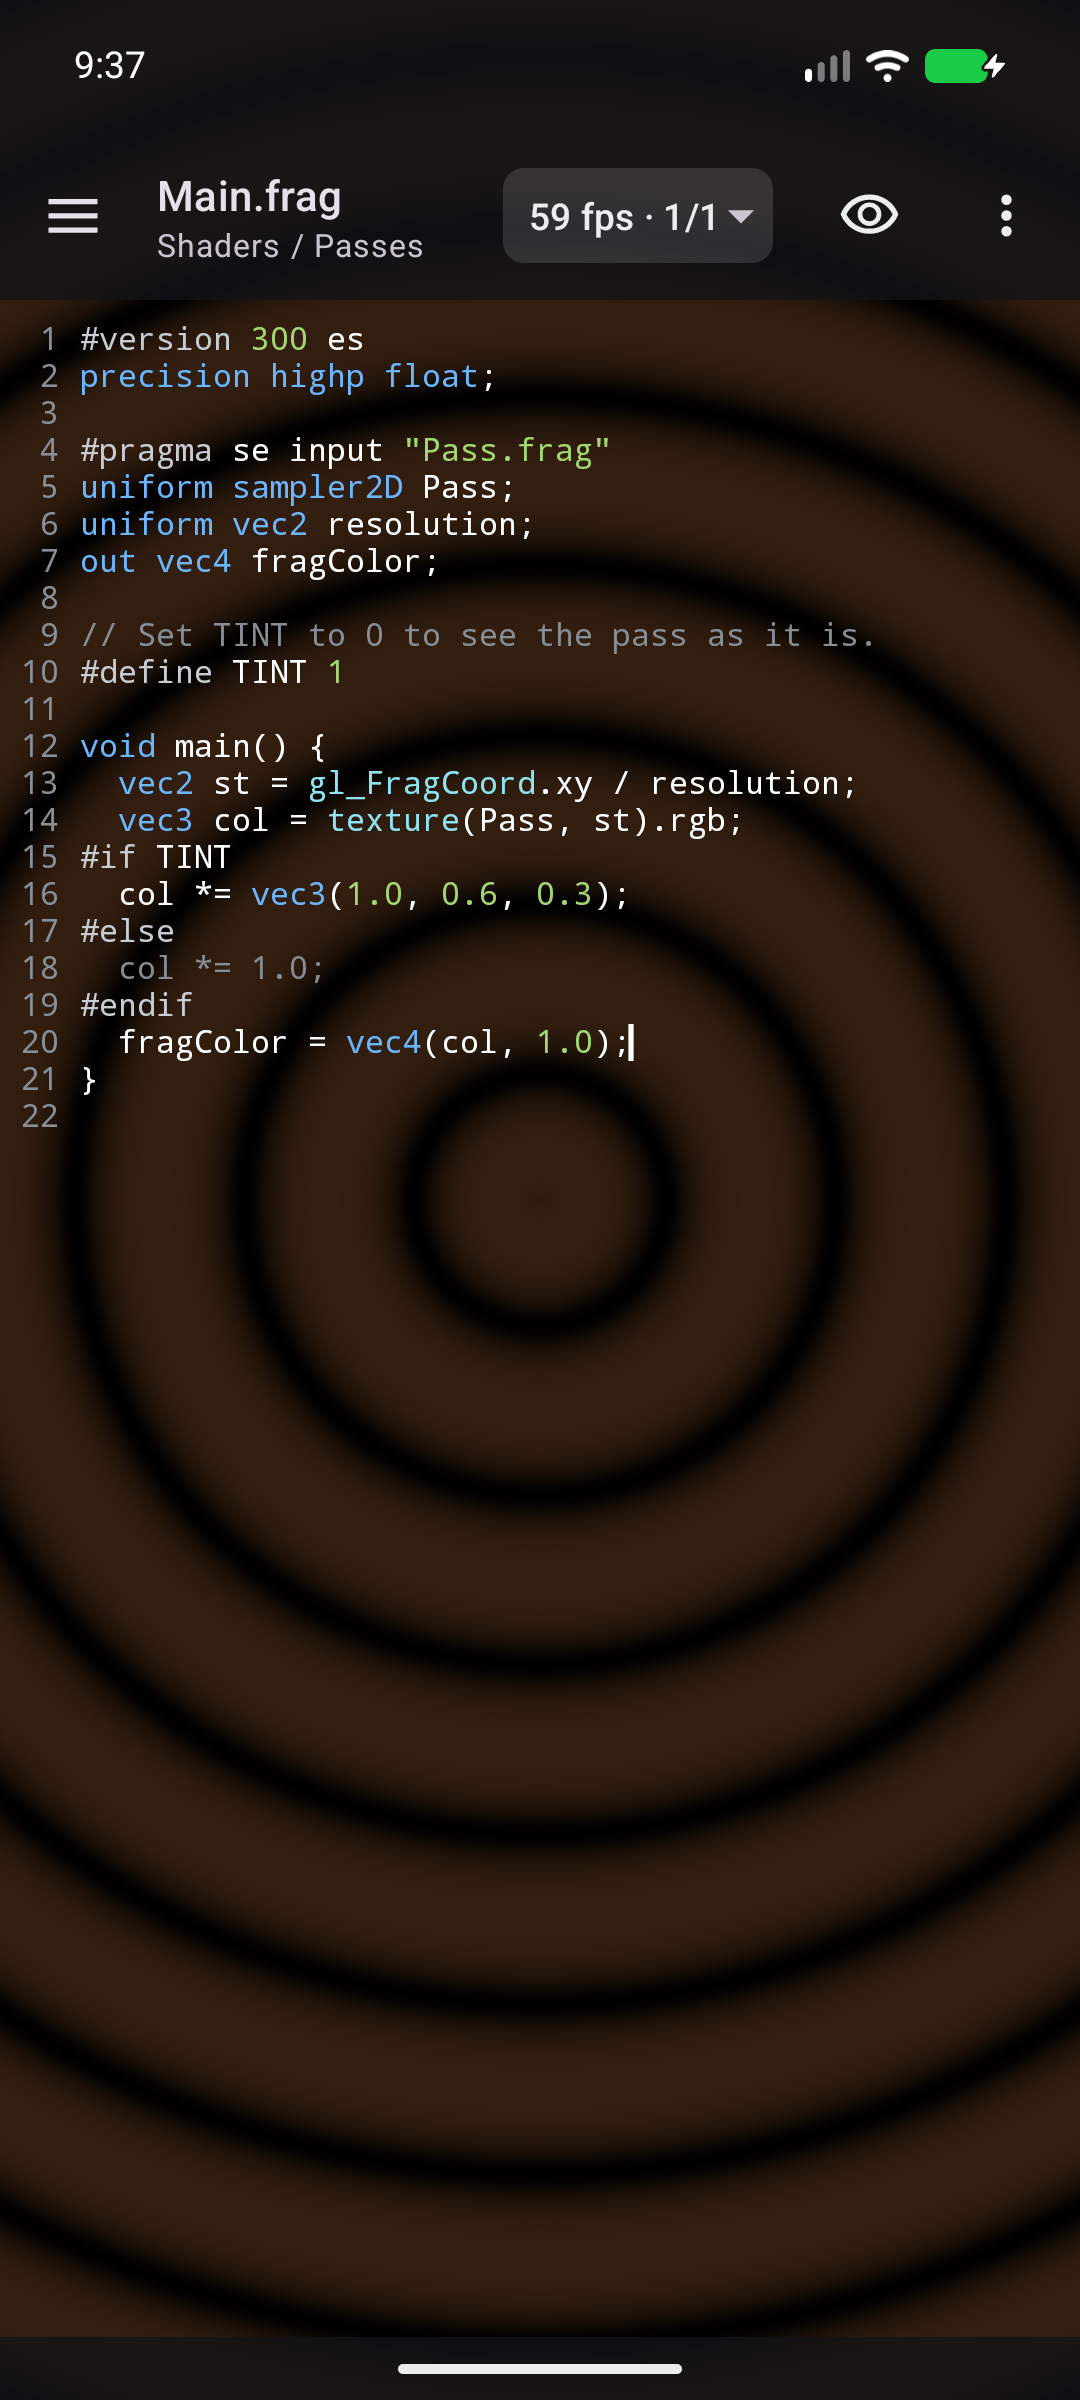 9:37
Main.frag
Shaders / Passes
59 fps · 1/1
1 #version 300 es
2 precision highp float;
3
4 #pragma se input "Pass.frag"
5 uniform sampler2D Pass;
6 uniform vec2 resolution;
7 out vec4 fragColor;
8
9 // Set TINT to 0 to see the pass as it is.
10 #define TINT 1
11
12 void main() {
13   vec2 st = gl_FragCoord.xy / resolution;
14   vec3 col = texture(Pass, st).rgb;
15 #if TINT
16   col *= vec3(1.0, 0.6, 0.3);
17 #else
18   col *= 1.0;
19 #endif
20   fragColor = vec4(col, 1.0);
21 }
22